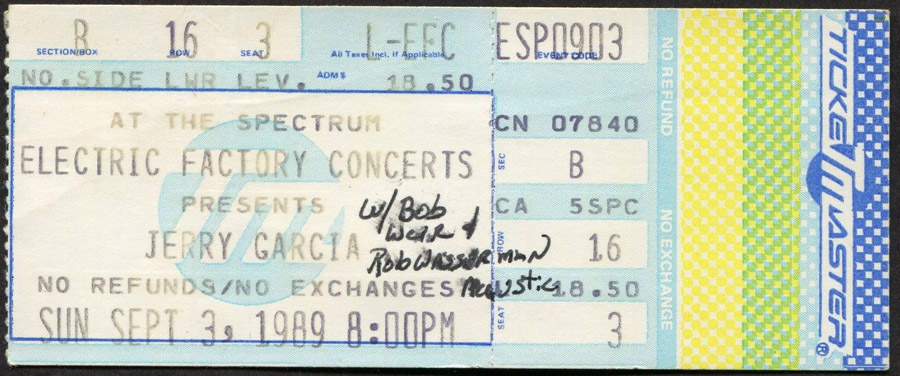 B 16 3 L-EFC ESP0903
SECTION/BOX ROW SEAT All Taxes Incl. If Applicable EVENT CODE
NO.SIDE LWR LEV. ADM$ 18.50
AT THE SPECTRUM
ELECTRIC FACTORY CONCERTS
PRESENTS
JERRY GARCIA
NO REFUNDS/NO EXCHANGES
SUN SEPT 3, 1989 8:00PM
w/ Bob
Weir &
Rob Wasserman
Acoustic
CN 07840
SEC B
CA 5SPC
ROW 16
18.50
SEAT 3
NO REFUND
NO EXCHANGE
TICKETMASTER®